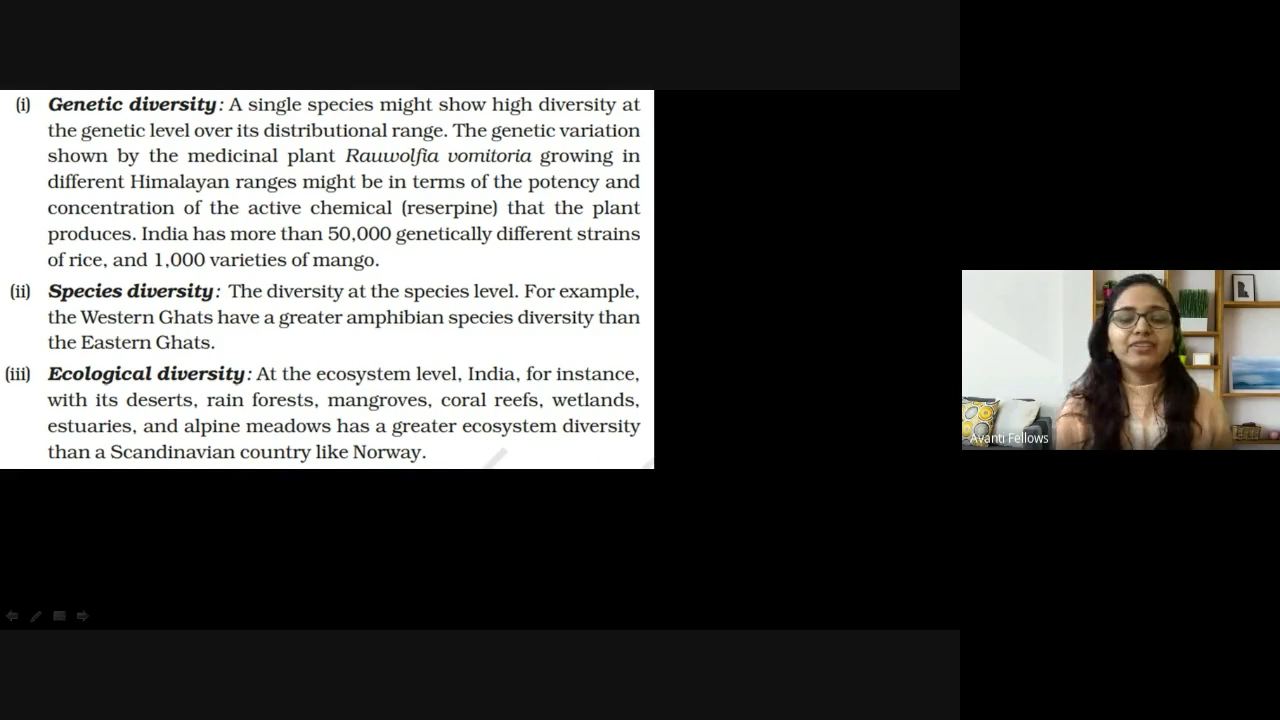 (i) Genetic diversity: A single species might show high diversity at
the genetic level over its distributional range. The genetic variation
shown by the medicinal plant Rauwolfia vomitoria growing in
different Himalayan ranges might be in terms of the potency and
concentration of the active chemical (reserpine) that the plant
produces. India has more than 50,000 genetically different strains
of rice, and 1,000 varieties of mango.
(ii) Species diversity: The diversity at the species level. For example,
the Western Ghats have a greater amphibian species diversity than
the Eastern Ghats.
(iii) Ecological diversity: At the ecosystem level, India, for instance,
with its deserts, rain forests, mangroves, coral reefs, wetlands,
estuaries, and alpine meadows has a greater ecosystem diversity
than a Scandinavian country like Norway.
Avanti Fellows